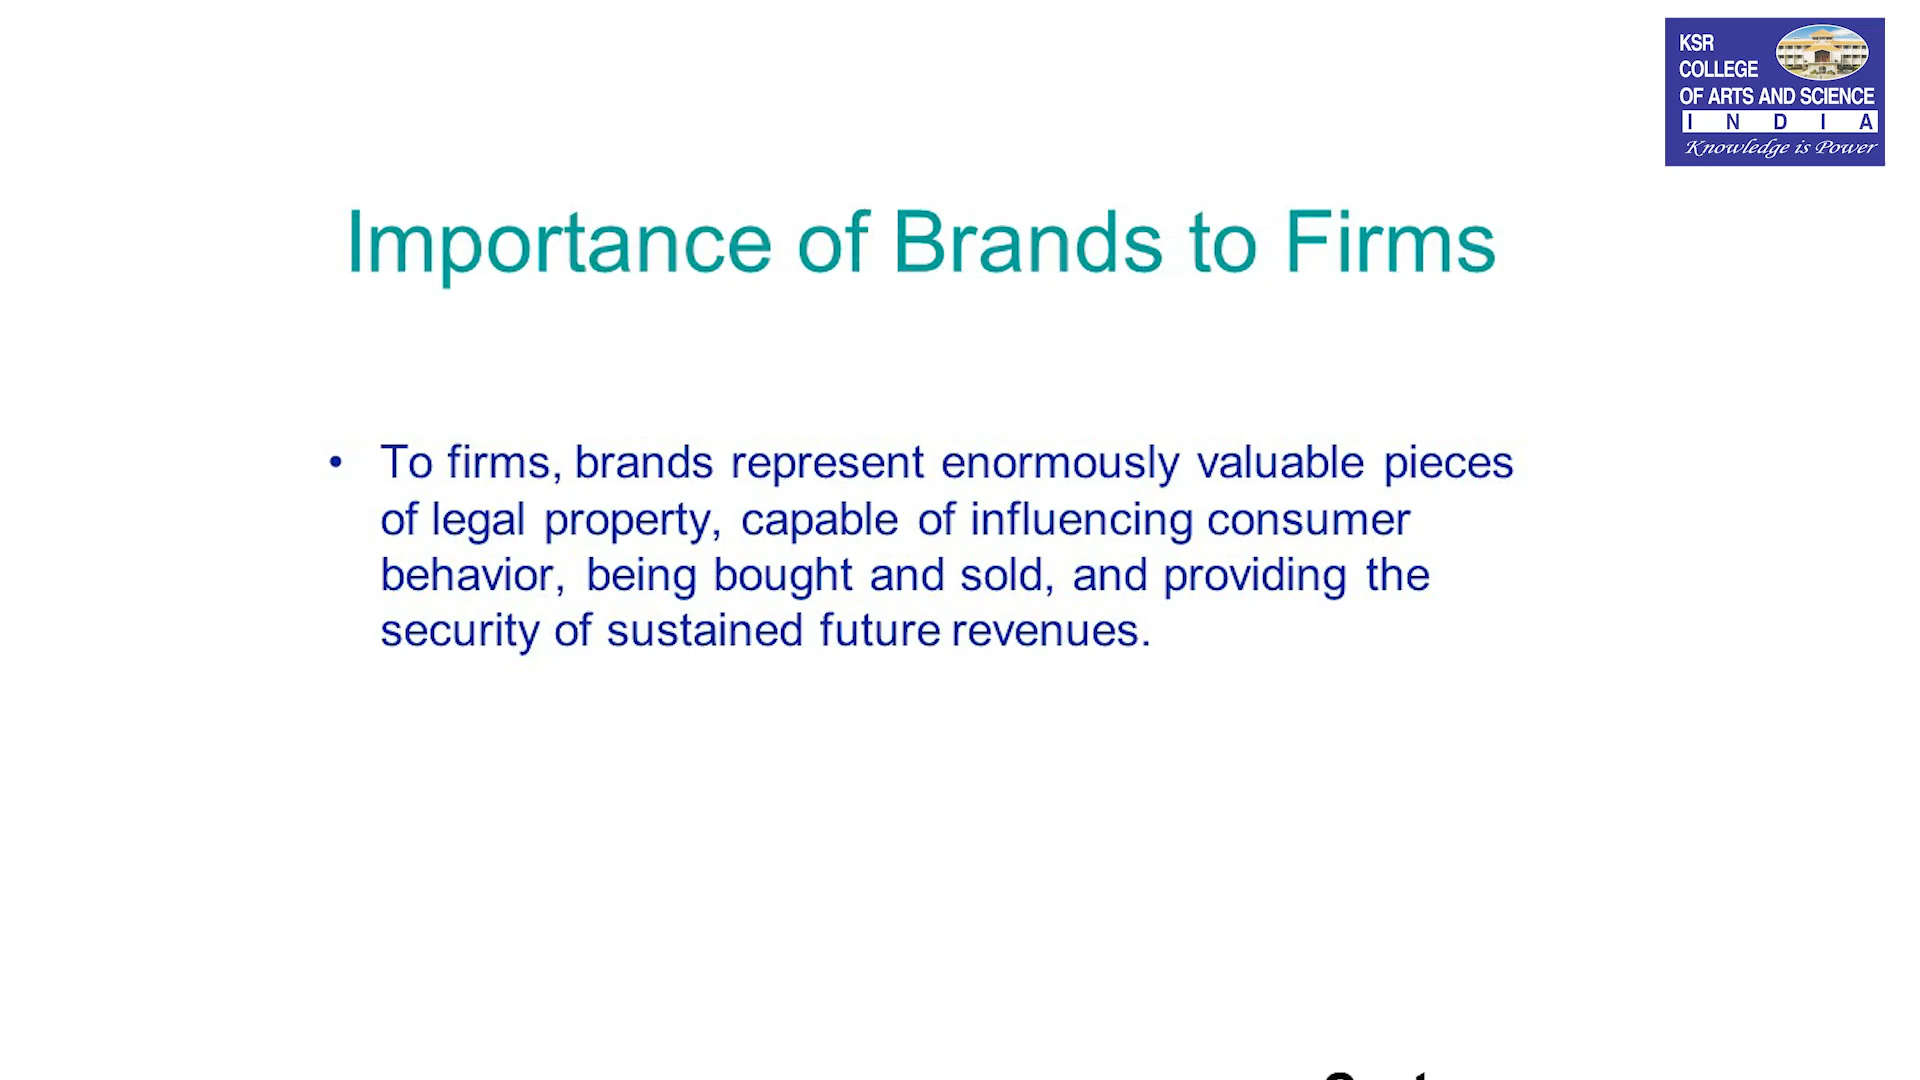 KSR
COLLEGE
OF ARTS AND SCIENCE
I N D I A
Knowledge is Power
Importance of Brands to Firms
• To firms, brands represent enormously valuable pieces
of legal property, capable of influencing consumer
behavior, being bought and sold, and providing the
security of sustained future revenues.